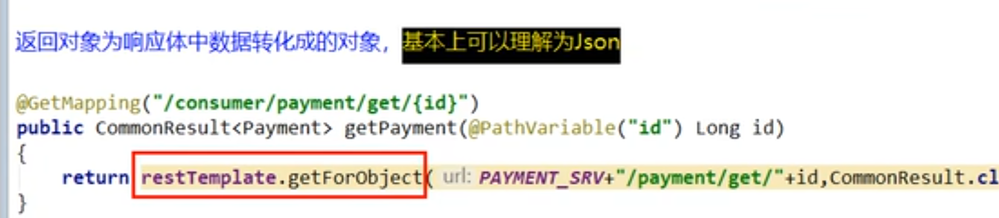 返回对象为响应体中数据转化成的对象，基本上可以理解为Json
@GetMapping("/consumer/payment/get/{id}")
public CommonResult<Payment> getPayment(@PathVariable("id") Long id)
{
return restTemplate.getForObject( url: PAYMENT_SRV+"/payment/get/"+id,CommonResult.cl
}